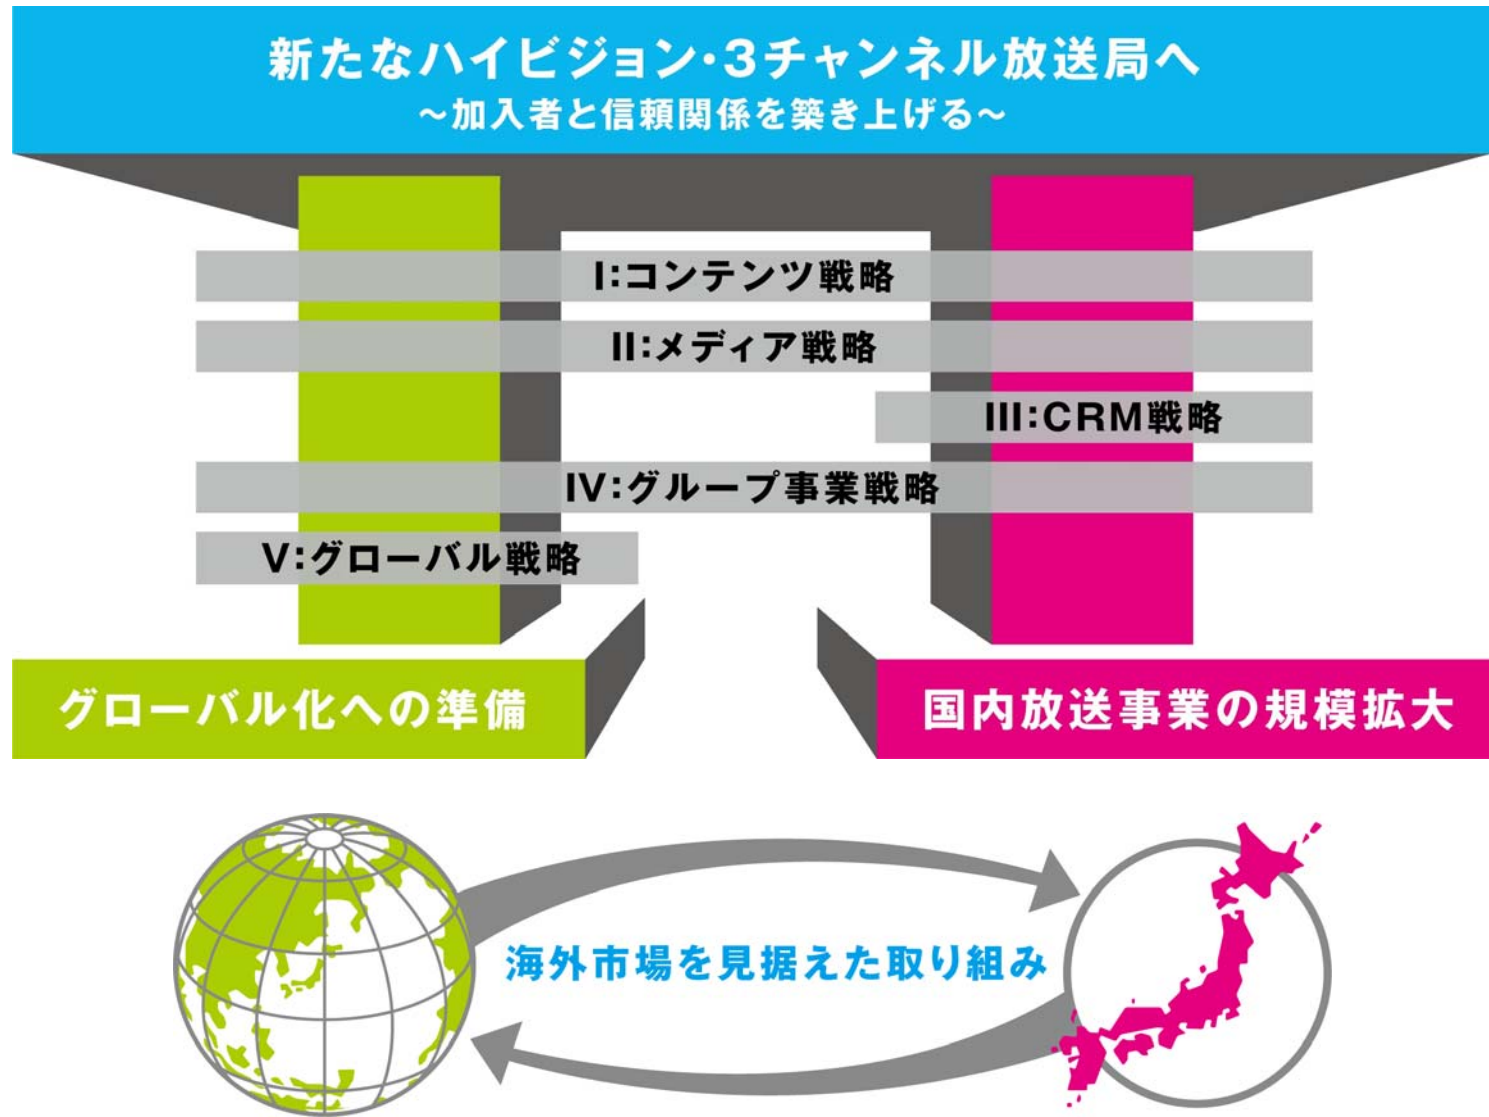 新たなハイビジョン・3チャンネル放送局へ
～加入者と信頼関係を築き上げる～
I:コンテンツ戦略
II:メディア戦略
III:CRM戦略
IV:グループ事業戦略
V:グローバル戦略
グローバル化への準備
国内放送事業の規模拡大
海外市場を見据えた取り組み